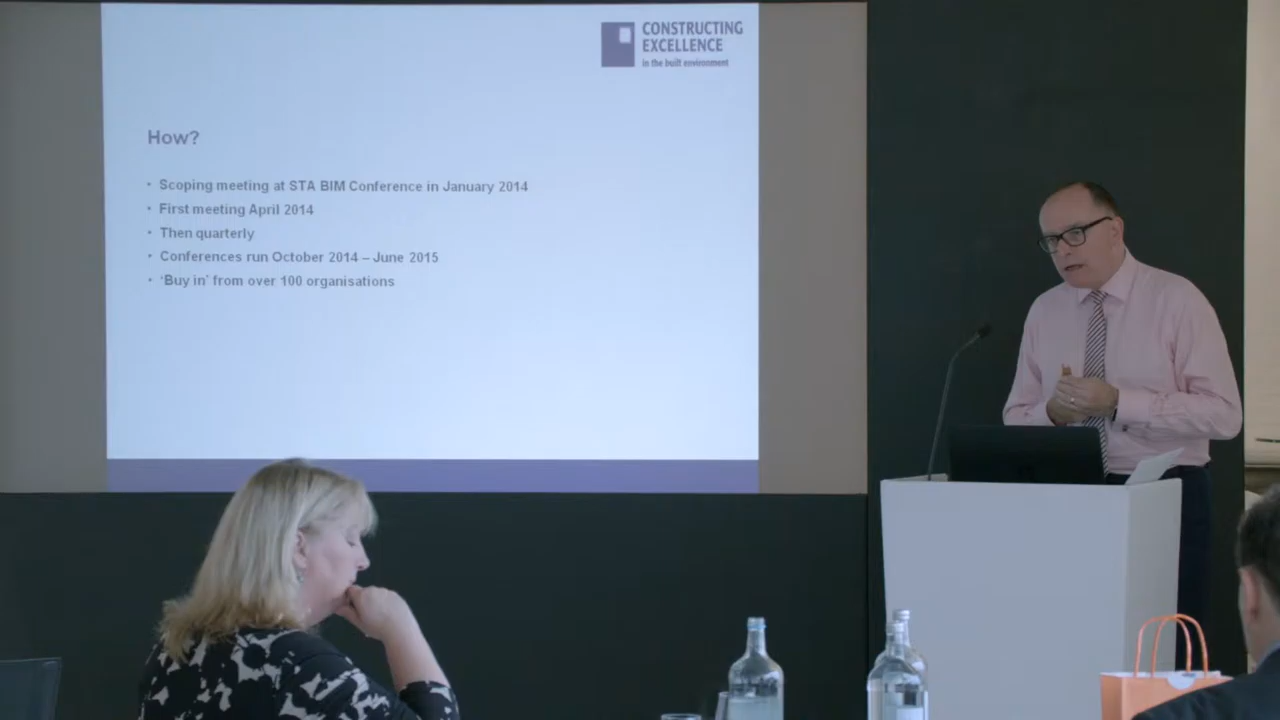 CONSTRUCTING
EXCELLENCE
in the built environment
How?
• Scoping meeting at STA BIM Conference in January 2014
• First meeting April 2014
• Then quarterly
• Conferences run October 2014 – June 2015
• ‘Buy in’ from over 100 organisations